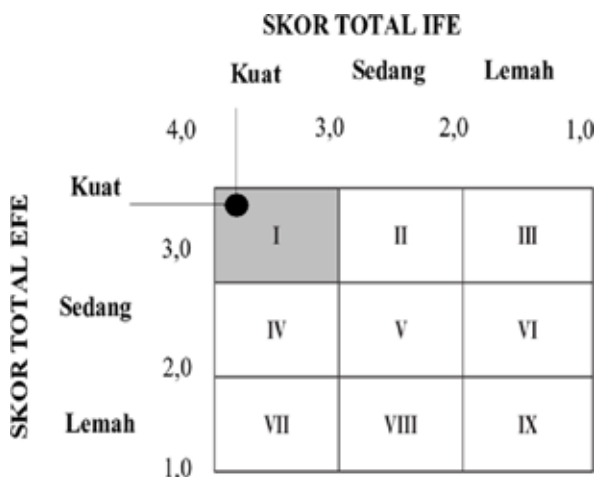 SKOR TOTAL IFE
Kuat Sedang Lemah
4,0 3,0 2,0 1,0
SKOR TOTAL EFE
Kuat
I II III
3,0
Sedang
IV V VI
2,0
Lemah
VII VIII IX
1,0